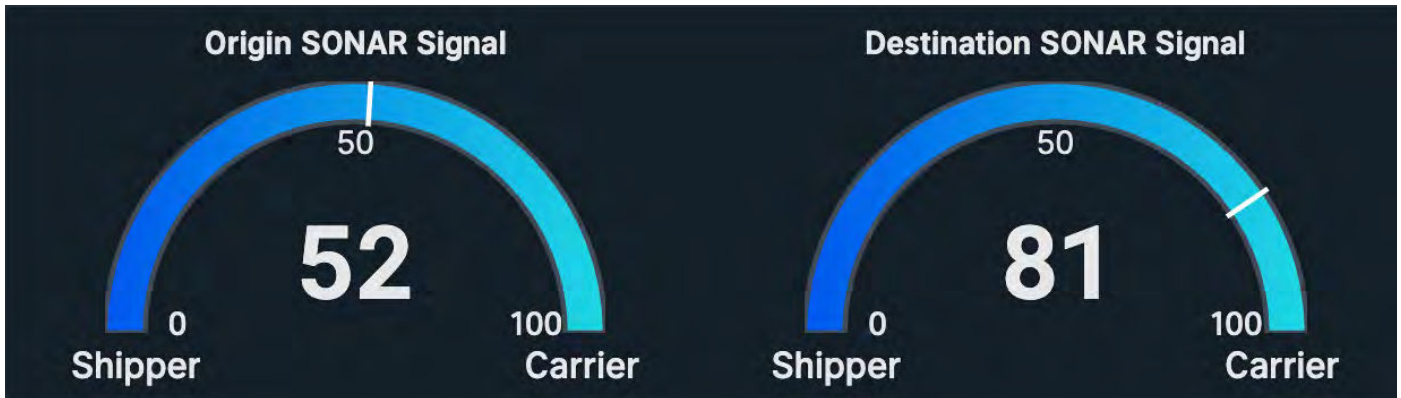 Origin SONAR Signal
50
52
0
100
Shipper
Carrier
Destination SONAR Signal
50
81
0
100
Shipper
Carrier